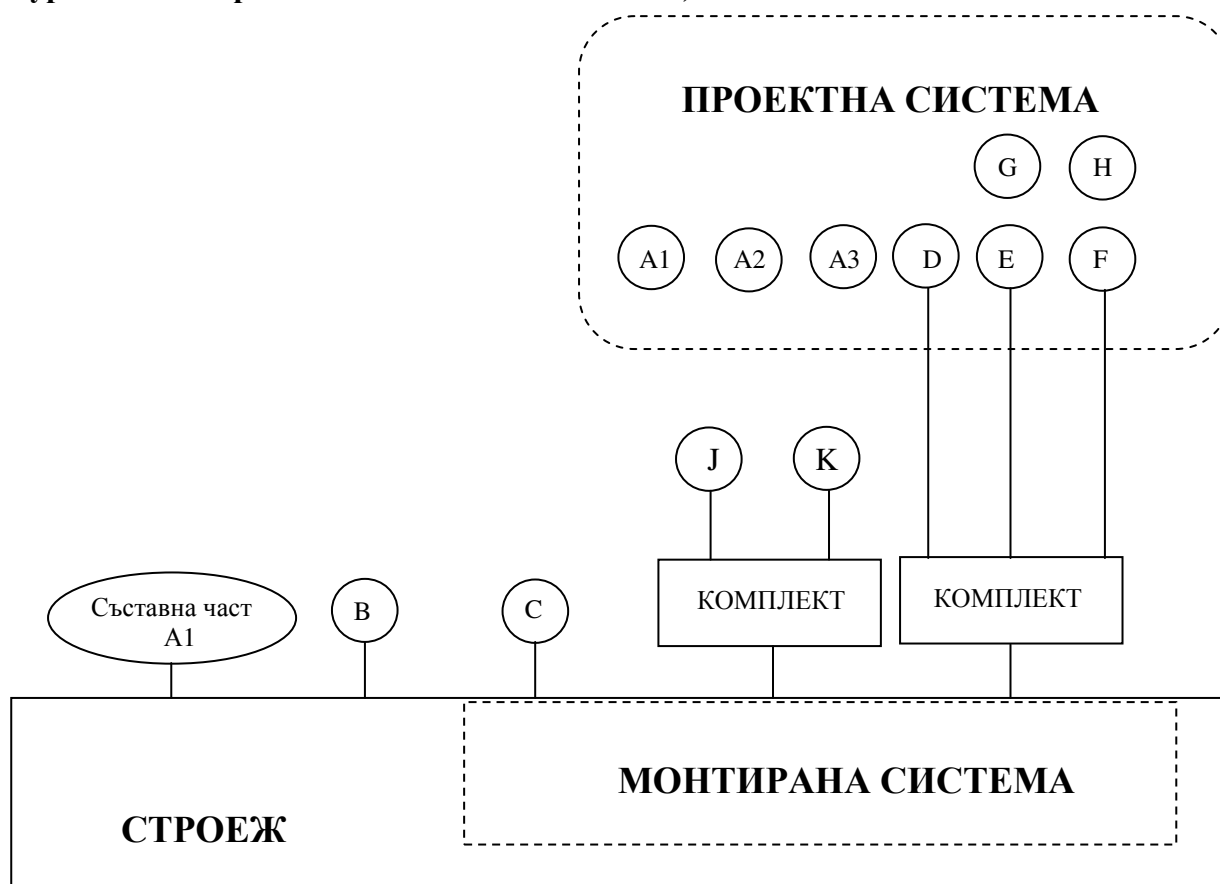 ПРОЕКТНА СИСТЕМА
G H
A1 A2 A3 D E F
J K
КОМПЛЕКТ КОМПЛЕКТ
Съставна част
A1
B C
МОНТИРАНА СИСТЕМА
СТРОЕЖ